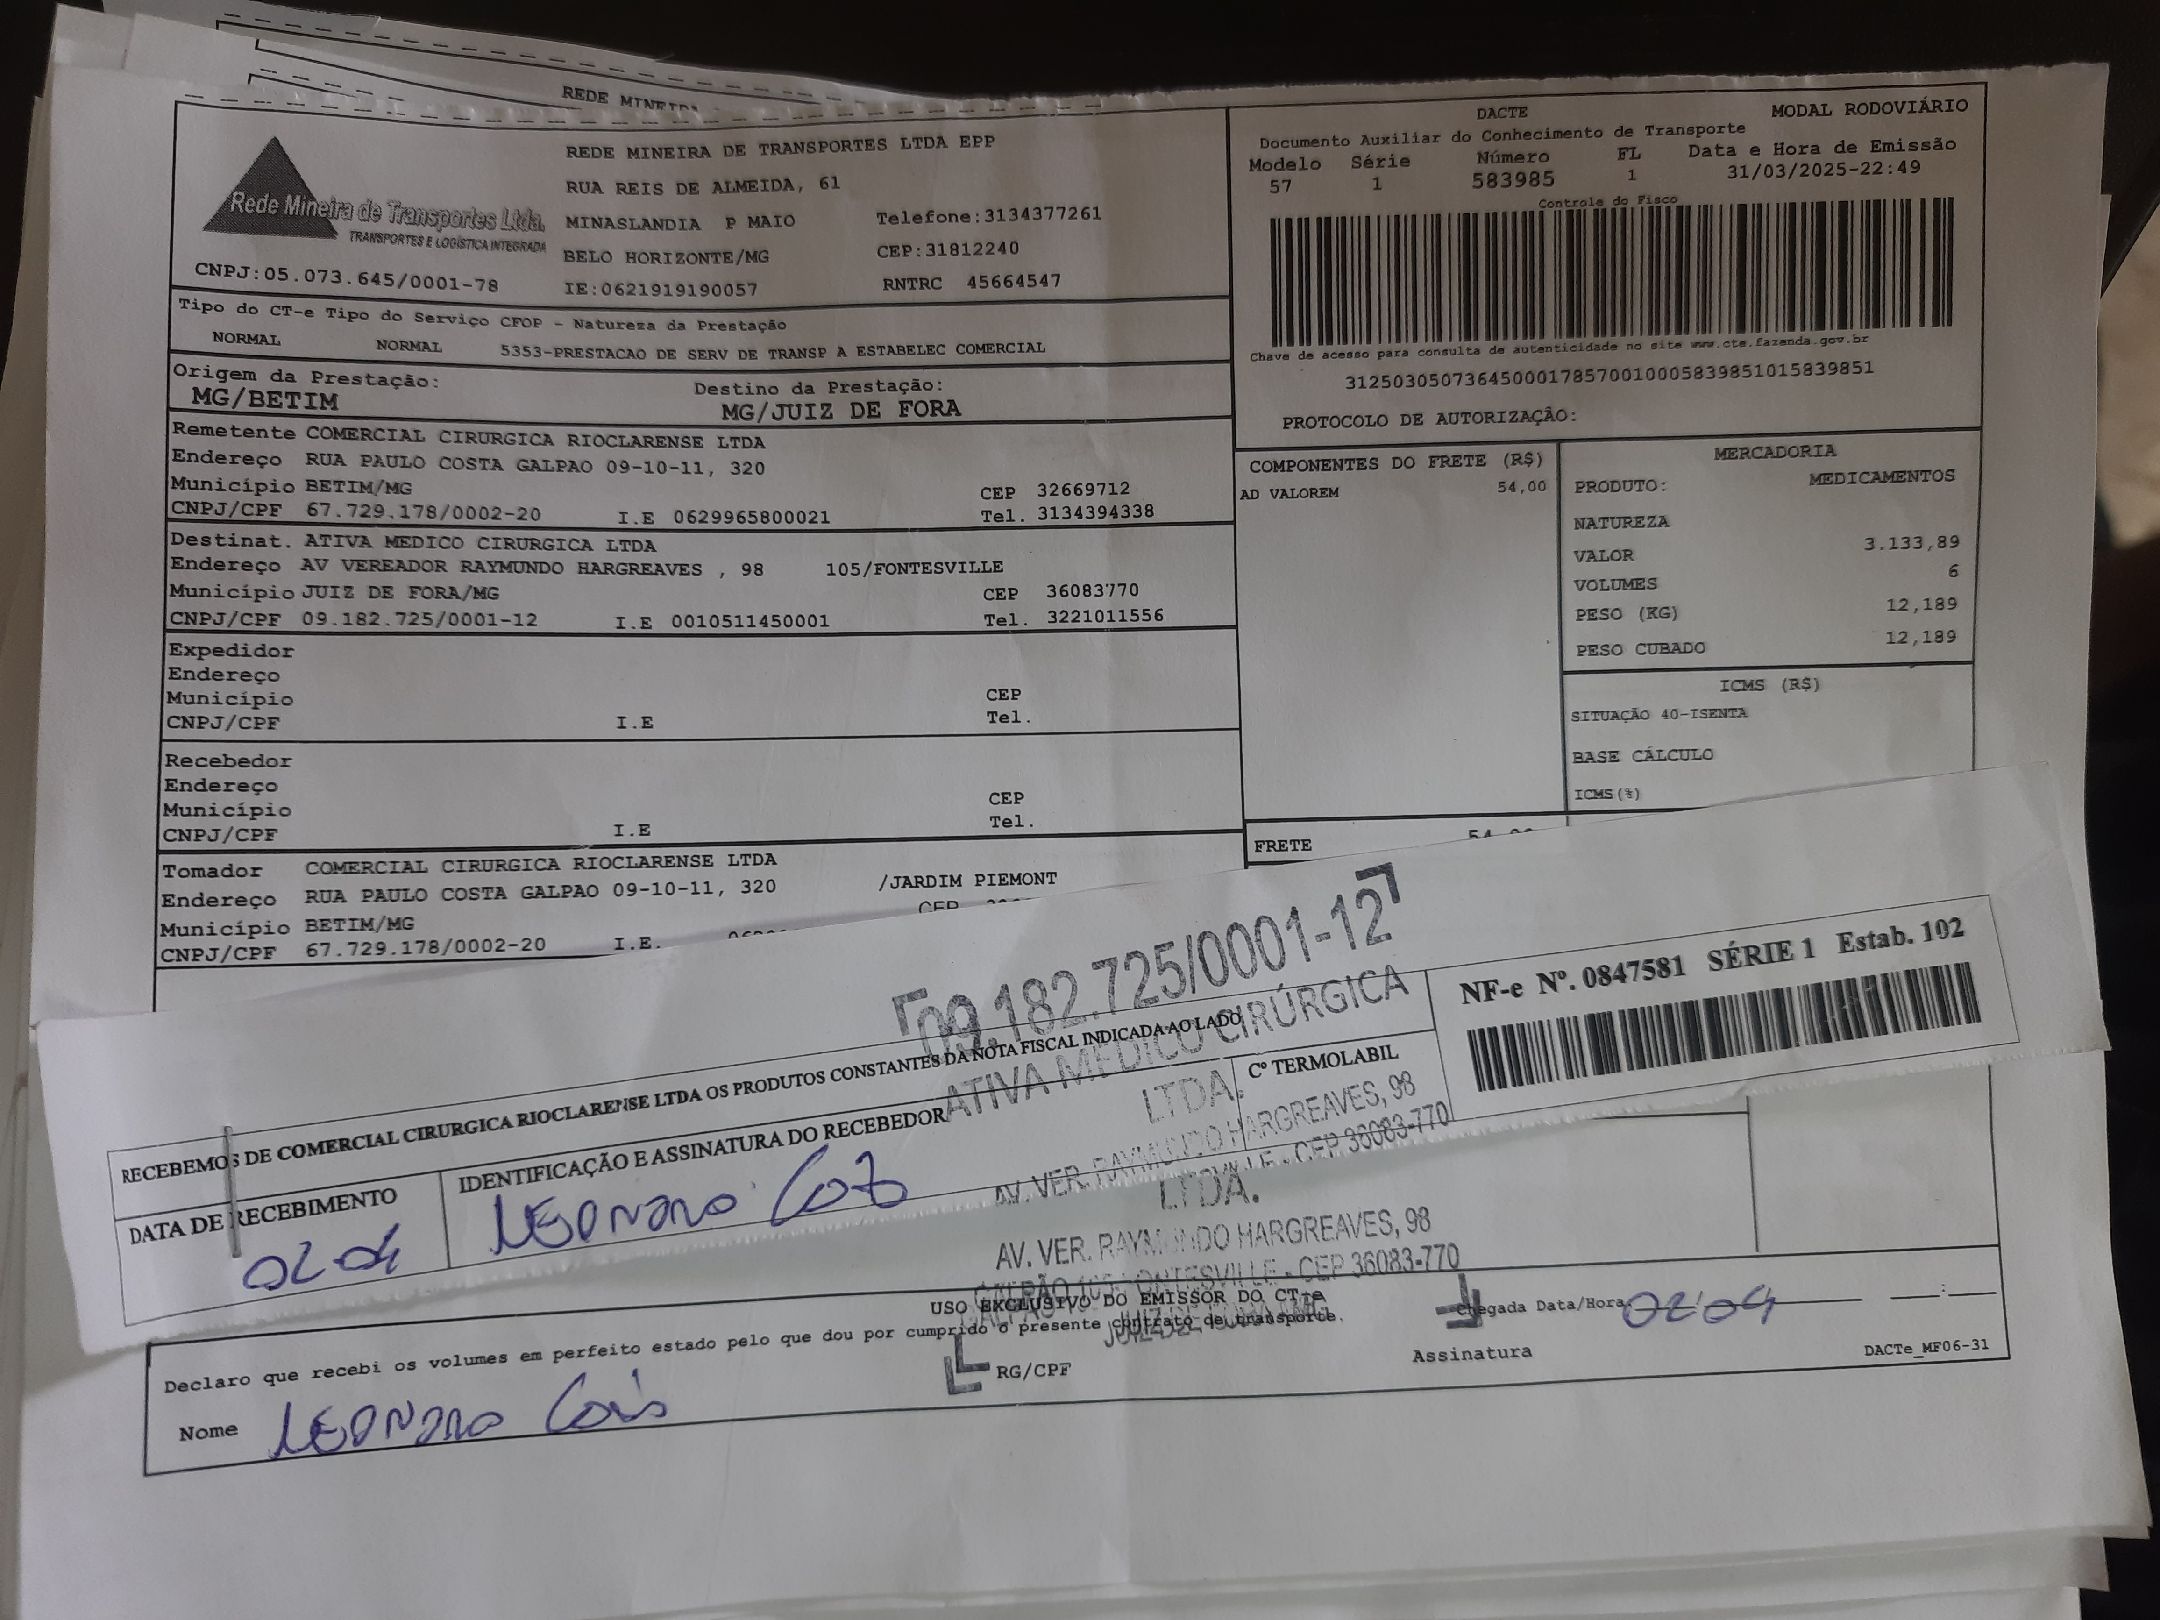 REDE MINEIRA
REDE MINEIRA DE TRANSPORTES LTDA EPP
RUA REIS DE ALMEIDA, 61
MINASLANDIA P MAIO Telefone:3134377261
BELO HORIZONTE/MG CEP:31812240
IE:0621919190057 RNTRC 45664547
Rede Mineira de Transportes Ltda.
TRANSPORTES E LOGÍSTICA INTEGRADA
CNPJ:05.073.645/0001-78
DACTE MODAL RODOVIÁRIO
Documento Auxiliar do Conhecimento de Transporte
Modelo Série Número FL Data e Hora de Emissão
57 1 583985 1 31/03/2025-22:49
Controle do Fisco
Chave de acesso para consulta de autenticidade no site www.cte.fazenda.gov.br
31250305073645000178570010005839851015839851
PROTOCOLO DE AUTORIZAÇÂO:
Tipo do CT-e Tipo do Serviço CFOP - Natureza da Prestação
NORMAL NORMAL 5353-PRESTACAO DE SERV DE TRANSP A ESTABELEC COMERCIAL
Origem da Prestação: Destino da Prestação:
MG/BETIM MG/JUIZ DE FORA
Remetente COMERCIAL CIRURGICA RIOCLARENSE LTDA
Endereço RUA PAULO COSTA GALPAO 09-10-11, 320
Município BETIM/MG CEP 32669712
CNPJ/CPF 67.729.178/0002-20 I.E 0629965800021 Tel. 3134394338
Destinat. ATIVA MEDICO CIRURGICA LTDA
Endereço AV VEREADOR RAYMUNDO HARGREAVES , 98 105/FONTESVILLE
Município JUIZ DE FORA/MG CEP 36083770
CNPJ/CPF 09.182.725/0001-12 I.E 0010511450001 Tel. 3221011556
Expedidor
Endereço
Município CEP
CNPJ/CPF I.E Tel.
Recebedor
Endereço
Município CEP
CNPJ/CPF I.E Tel.
Tomador COMERCIAL CIRURGICA RIOCLARENSE LTDA
Endereço RUA PAULO COSTA GALPAO 09-10-11, 320 /JARDIM PIEMONT
Município BETIM/MG CEP
CNPJ/CPF 67.729.178/0002-20 I.E.
COMPONENTES DO FRETE (R$)
AD VALOREM 54,00
FRETE 54,00
MERCADORIA
PRODUTO: MEDICAMENTOS
NATUREZA
VALOR 3.133,89
VOLUMES 6
PESO (KG) 12,189
PESO CUBADO 12,189
ICMS (R$)
SITUAÇÃO 40-ISENTA
BASE CÁLCULO
ICMS(%)
09.182.725/0001-12
ATIVA MÉDICO CIRÚRGICA
LTDA.
AV. VER. RAYMUNDO HARGREAVES, 98
CEP 36083-770
RECEBEMOS DE COMERCIAL CIRURGICA RIOCLARENSE LTDA OS PRODUTOS CONSTANTES DA NOTA FISCAL INDICADA AO LADO
DATA DE RECEBIMENTO IDENTIFICAÇÃO E ASSINATURA DO RECEBEDOR Cº TERMOLABIL
02 04 LEONARDO
NF-e Nº. 0847581 SÉRIE 1 Estab. 102
LTDA.
AV. VER. RAYMUNDO HARGREAVES, 98
GALPÃO 105 FONTESVILLE - CEP 36083-770
USO EXCLUSIVO DO EMISSOR DO CT-e
Declaro que recebi os volumes em perfeito estado pelo que dou por cumprido o presente contrato de transporte.
Chegada Data/Hora 02 04 :
Nome LEONARDO RG/CPF Assinatura
DACTe_MF06-31